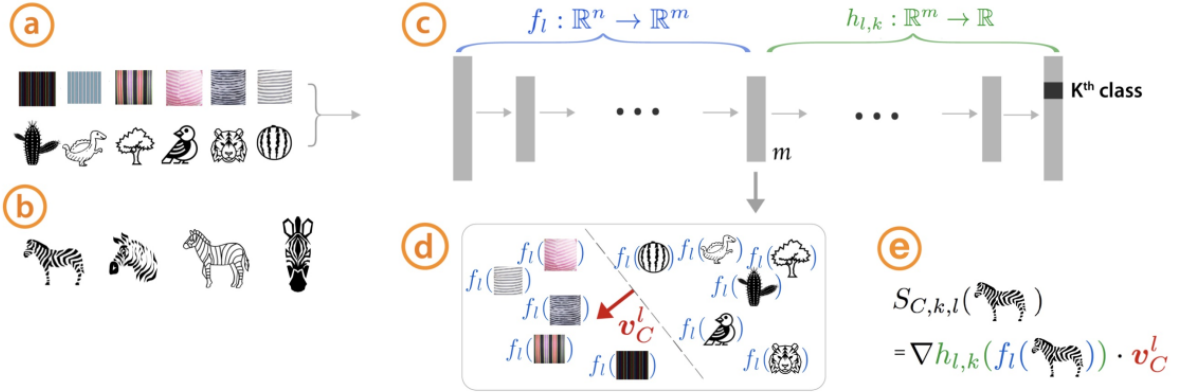 a
c
f_l : ℝ^n → ℝ^m
h_{l,k} : ℝ^m → ℝ
K^th class
m
b
d
f_l( )
f_l( )
f_l( )
f_l( )
f_l( )
f_l( )
f_l( )
f_l( )
v_C^l
f_l( )
f_l( )
f_l( )
e
S_{C,k,l}( )
= ∇h_{l,k}(f_l( )) · v_C^l